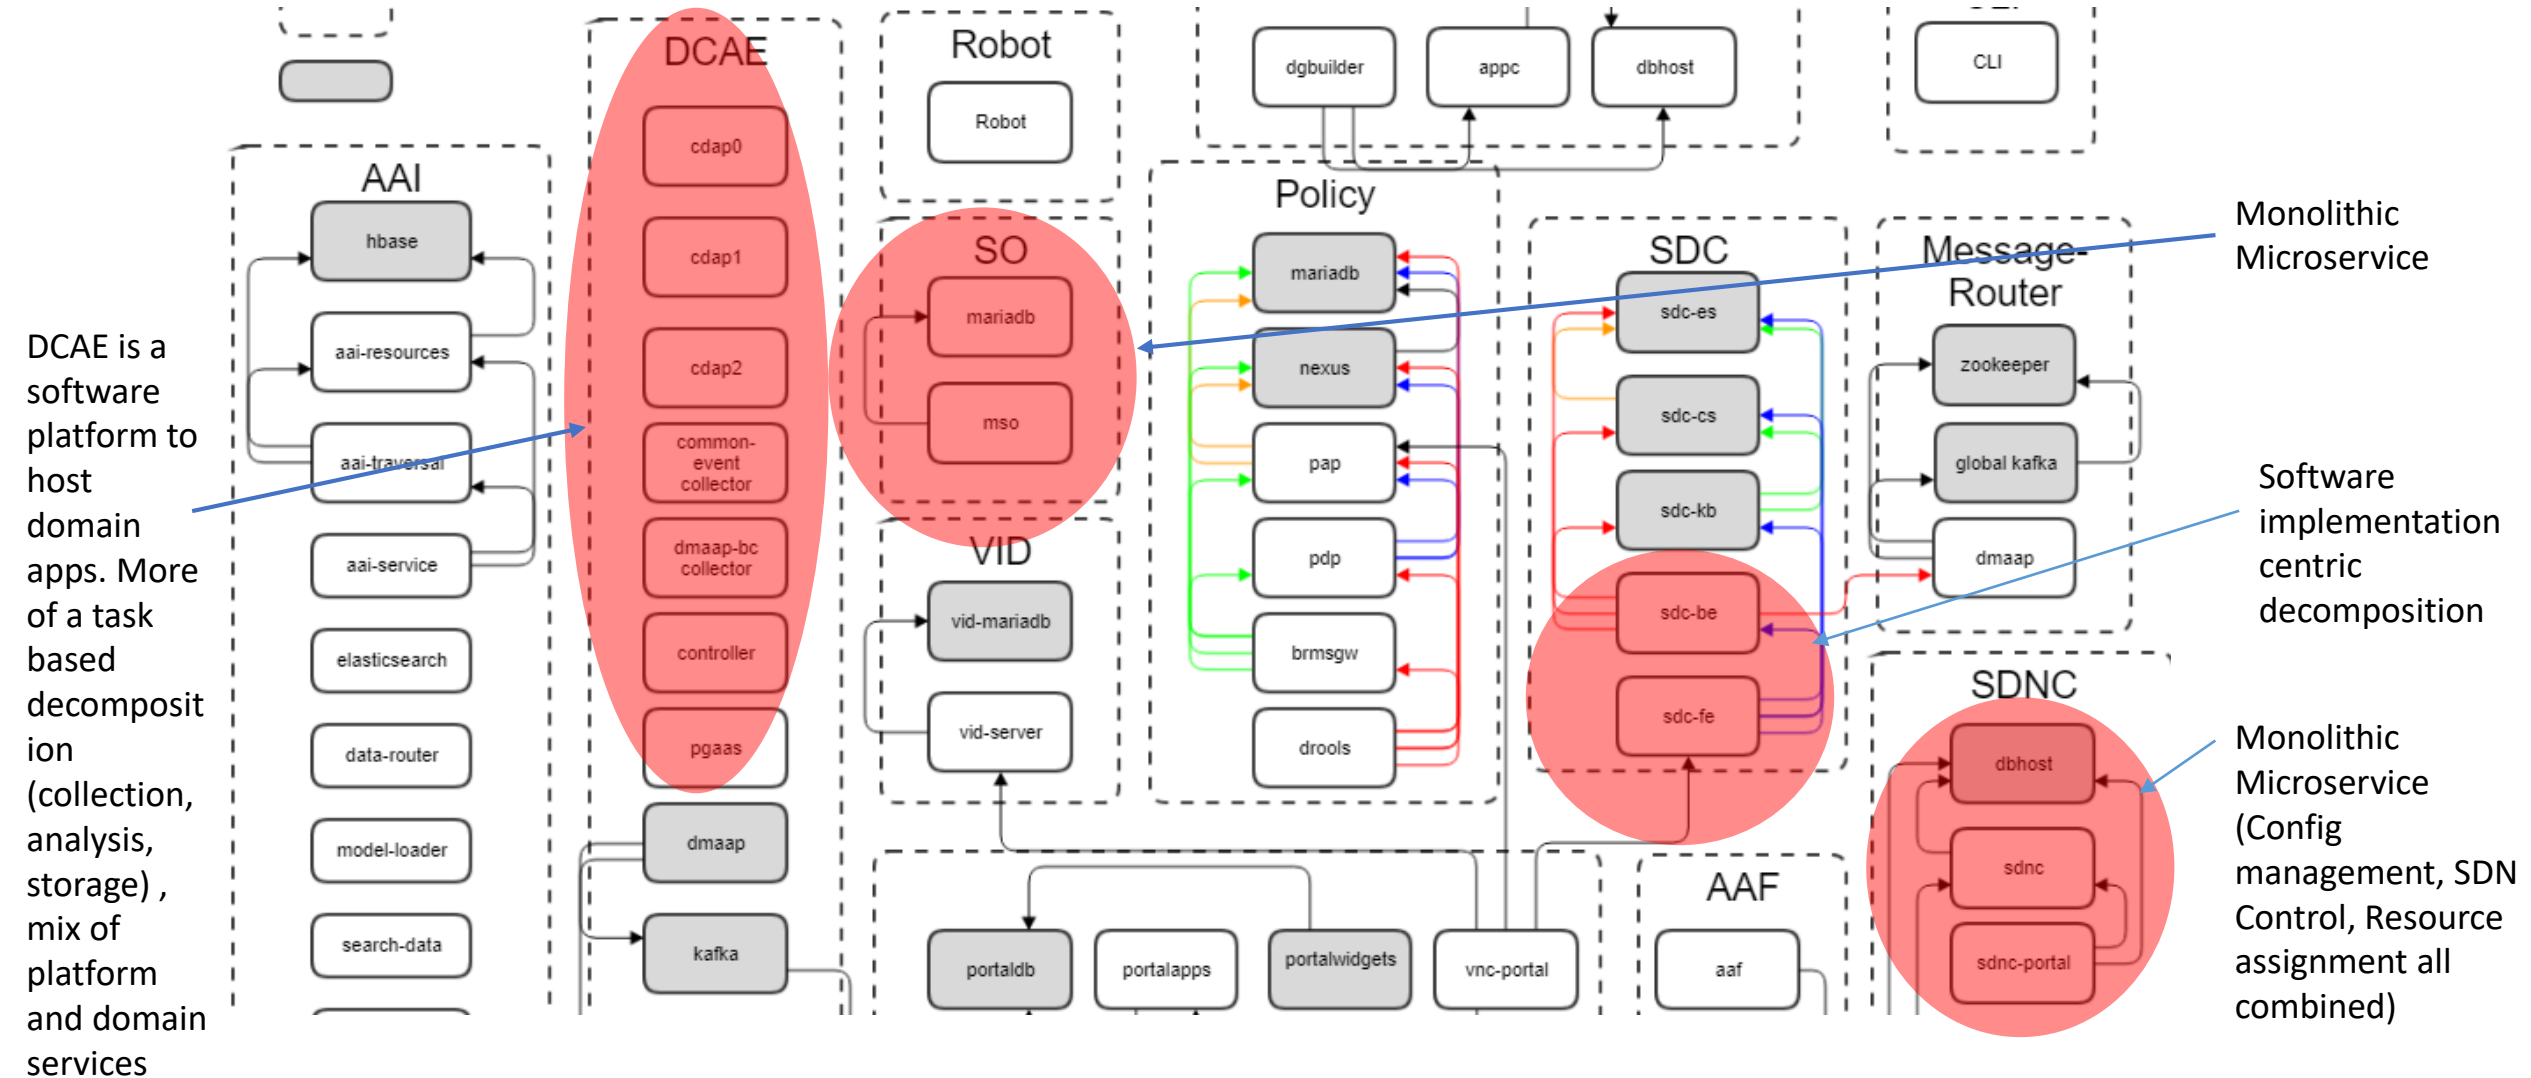 DCAE is a
software
platform to
host
domain
apps. More
of a task
based
decomposit
ion
(collection,
analysis,
storage) ,
mix of
platform
and domain
services
AAI
hbase
aai-resources
aai-traversal
aai-service
elasticsearch
data-router
model-loader
search-data
DCAE
cdap0
cdap1
cdap2
common-
event
collector
dmaap-bc
collector
controller
pgaas
dmaap
kafka
Robot
Robot
SO
mariadb
mso
VID
vid-mariadb
vid-server
dgbuilder
appc
dbhost
Policy
mariadb
nexus
pap
pdp
brmsgw
drools
portaldb
portalapps
portalwidgets
vnc-portal
SDC
sdc-es
sdc-cs
sdc-kb
sdc-be
sdc-fe
AAF
aaf
CLI
Message-
Router
zookeeper
global kafka
dmaap
SDNC
dbhost
sdnc
sdnc-portal
Monolithic
Microservice
Software
implementation
centric
decomposition
Monolithic
Microservice
(Config
management, SDN
Control, Resource
assignment all
combined)